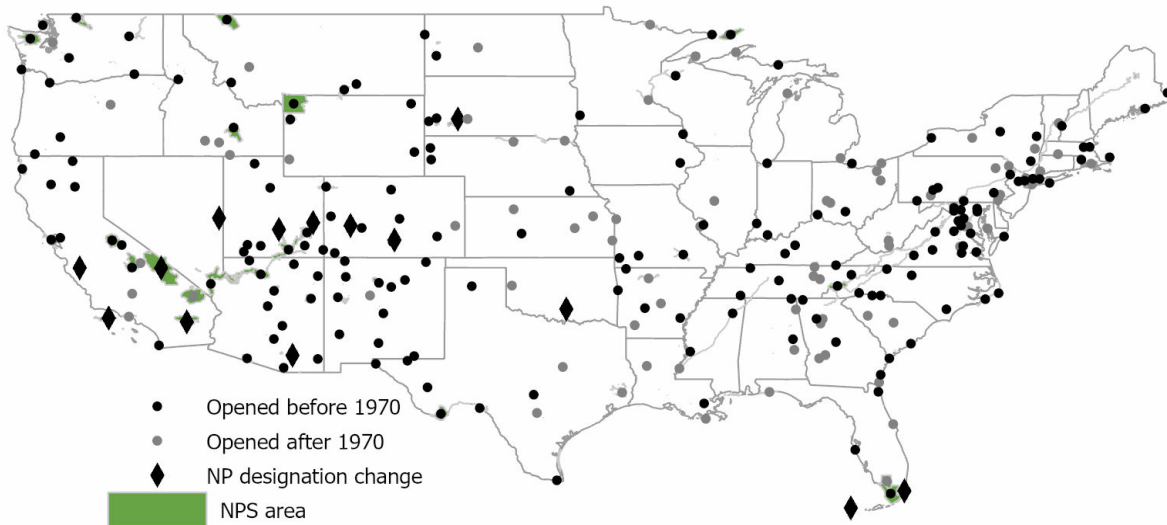 Opened before 1970
Opened after 1970
NP designation change
NPS area